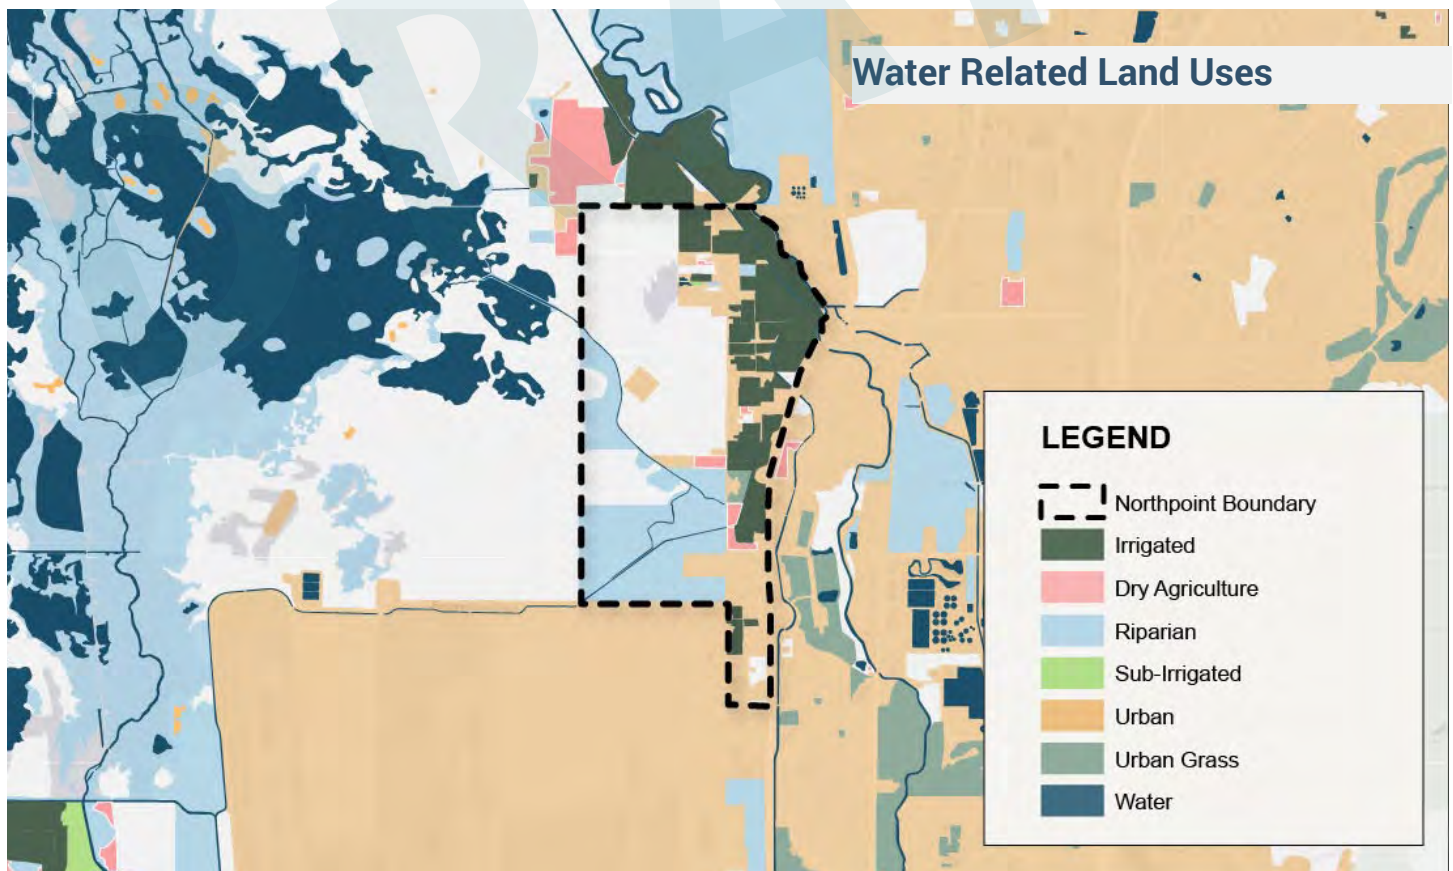 Water Related Land Uses
LEGEND
Northpoint Boundary
Irrigated
Dry Agriculture
Riparian
Sub-Irrigated
Urban
Urban Grass
Water